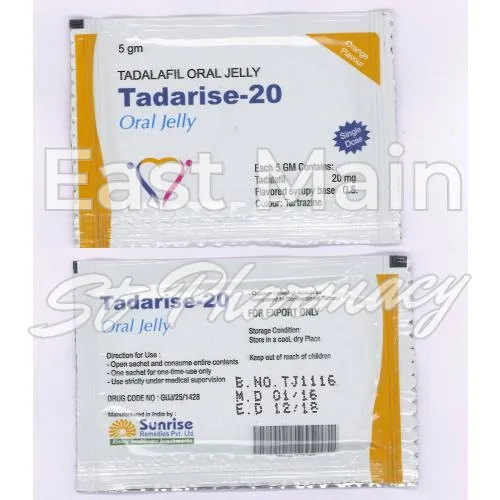 5 gm
Orange
Flavour
TADALAFIL ORAL JELLY
Tadarise-20
Oral Jelly
Single
Dose
Each 5 GM Contains:
Tadalafil 20 mg
Flavored syrupy base Q.S.
Colour: Tartrazine
East Main
St Pharmacy
Tadarise-20
Oral Jelly
FOR EXPORT ONLY
Storage Condition:
Store in a cool, dry Place.
Keep out of reach of children
Direction for Use :
- Open sachet and consume entire contents
- One sachet for one-time-use only
- Use strictly under medical supervision
DRUG CODE NO : GUJ/25/1428
B.NO.TJ1116
M.D 01/16
E.D 12/18
Manufactured in India by :
Sunrise
Remedies Pvt. Ltd.